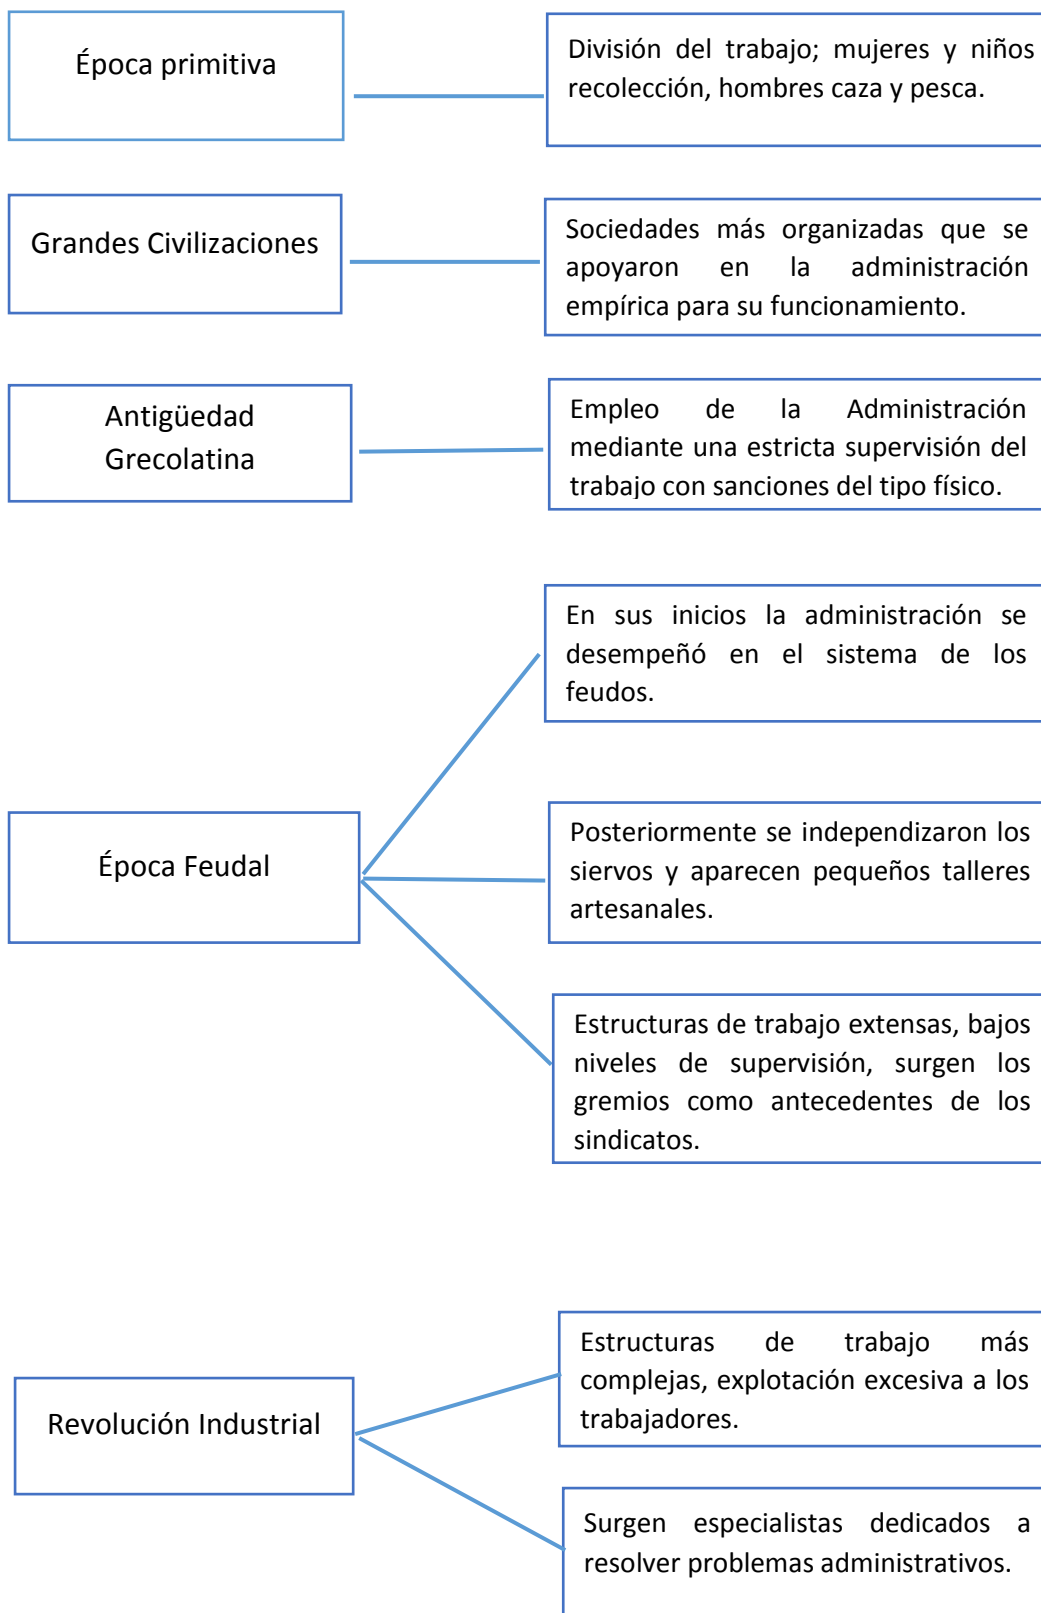 Época primitiva
División del trabajo; mujeres y niños
recolección, hombres caza y pesca.
Grandes Civilizaciones
Sociedades más organizadas que se
apoyaron en la administración
empírica para su funcionamiento.
Antigüedad
Grecolatina
Empleo de la Administración
mediante una estricta supervisión del
trabajo con sanciones del tipo físico.
Época Feudal
En sus inicios la administración se
desempeñó en el sistema de los
feudos.
Posteriormente se independizaron los
siervos y aparecen pequeños talleres
artesanales.
Estructuras de trabajo extensas, bajos
niveles de supervisión, surgen los
gremios como antecedentes de los
sindicatos.
Revolución Industrial
Estructuras de trabajo más
complejas, explotación excesiva a los
trabajadores.
Surgen especialistas dedicados a
resolver problemas administrativos.